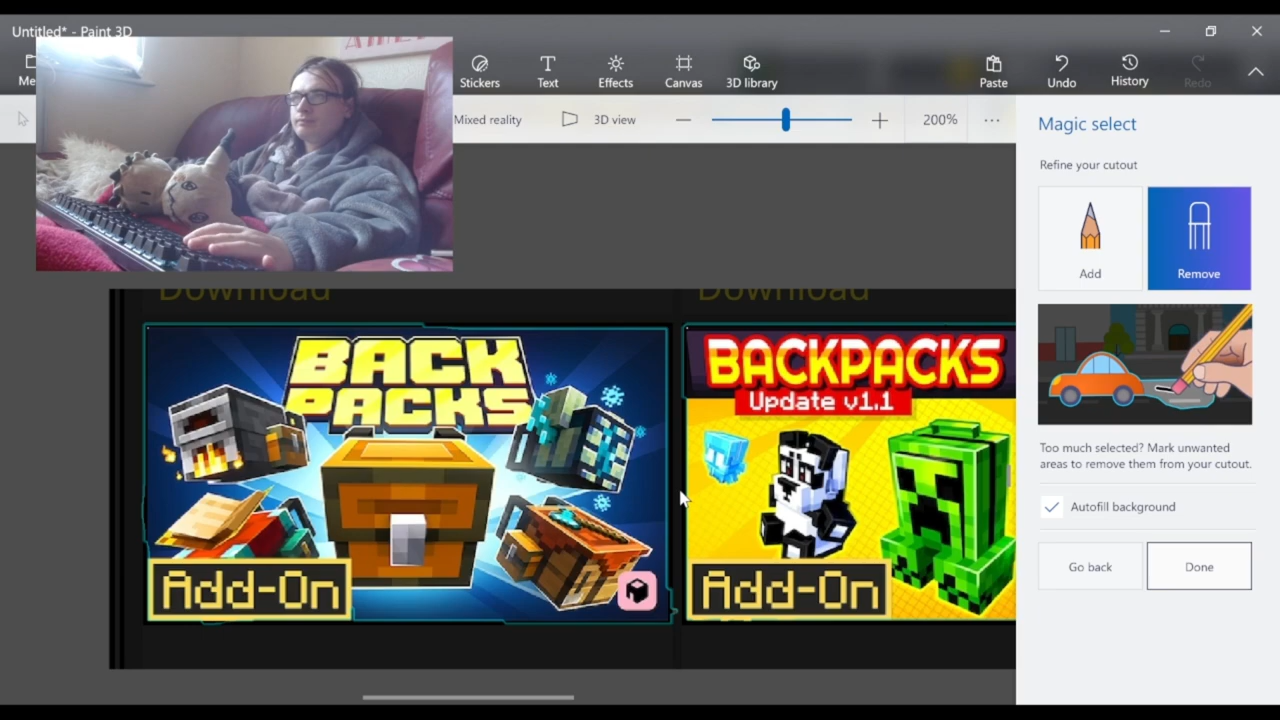 Untitled* - Paint 3D
Me
Stickers
Text
Effects
Canvas
3D library
Paste
Undo
History
Redo
Mixed reality
3D view
200%
Magic select
Refine your cutout
Add
Remove
Too much selected? Mark unwanted
areas to remove them from your cutout.
Autofill background
Go back
Done
Download
Download
BACK
PACKS
Add-On
BACKPACKS
Update v1.1
Add-On